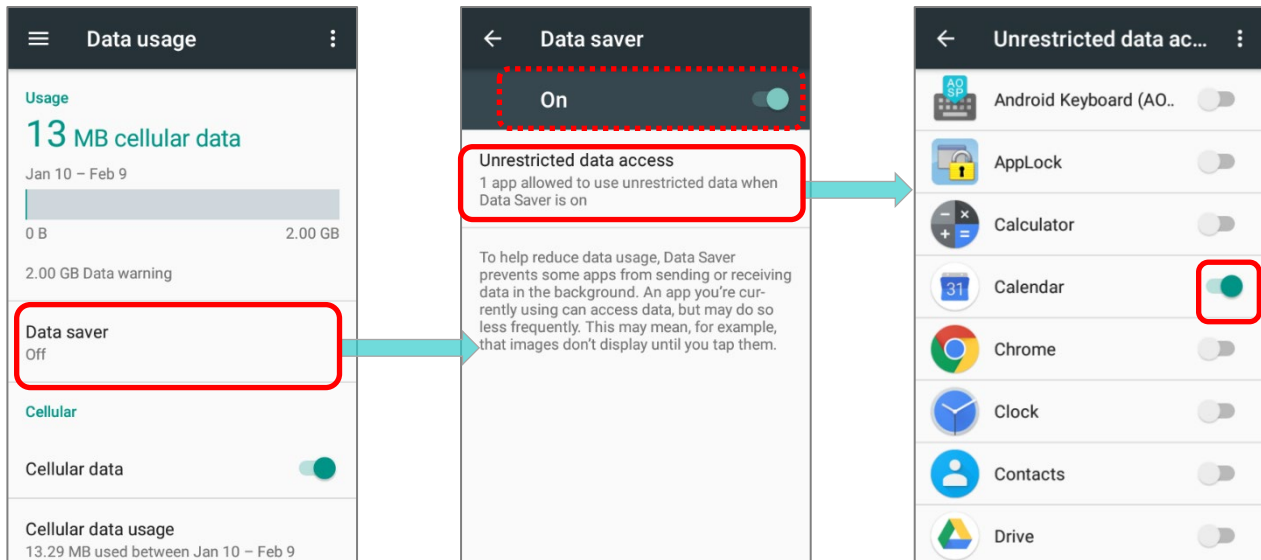 Data usage
Usage
13 MB cellular data
Jan 10 – Feb 9
0 B 2.00 GB
2.00 GB Data warning
Data saver
Off
Cellular
Cellular data
Cellular data usage
13.29 MB used between Jan 10 – Feb 9
Data saver
On
Unrestricted data access
1 app allowed to use unrestricted data when
Data Saver is on
To help reduce data usage, Data Saver
prevents some apps from sending or receiving
data in the background. An app you’re cur-
rently using can access data, but may do so
less frequently. This may mean, for example,
that images don’t display until you tap them.
Unrestricted data ac...
AO
SP
Android Keyboard (AO..
AppLock
Calculator
31
Calendar
Chrome
Clock
Contacts
Drive